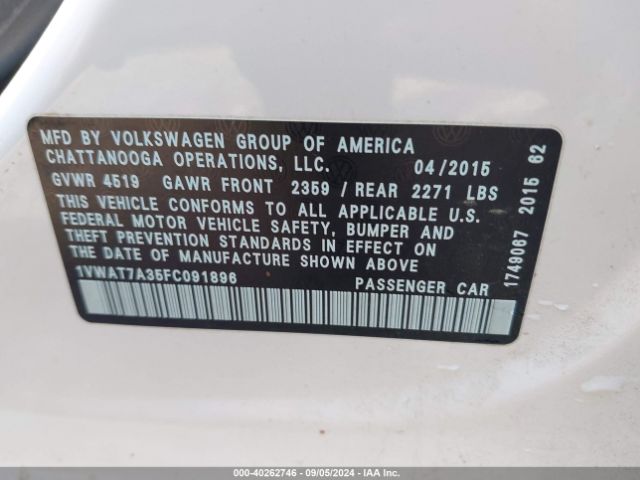 MFD BY VOLKSWAGEN GROUP OF AMERICA
CHATTANOOGA OPERATIONS, LLC. 04/2015
GVWR 4519 GAWR FRONT 2359 / REAR 2271 LBS
THIS VEHICLE CONFORMS TO ALL APPLICABLE U.S.
FEDERAL MOTOR VEHICLE SAFETY, BUMPER AND
THEFT PREVENTION STANDARDS IN EFFECT ON
THE DATE OF MANUFACTURE SHOWN ABOVE
1VWAT7A35FC091896 PASSENGER CAR
1749067 2015 62
000-40262746 - 09/05/2024 - IAAI.COM